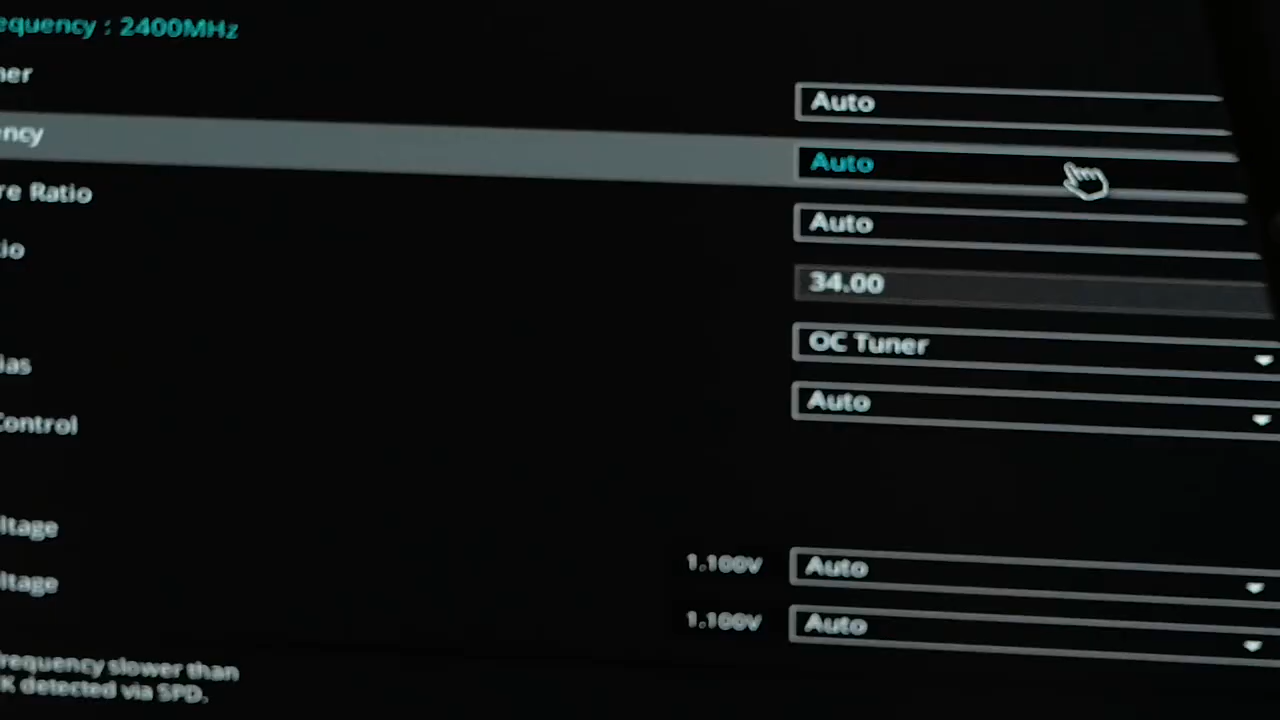 equency : 2400MHz
ner
Auto
ency
Auto
re Ratio
Auto
io
34.00
OC Tuner
ias
Auto
Control
ltage
1.100V Auto
ltage
1.100V Auto
requency slower than
K detected via SPD.